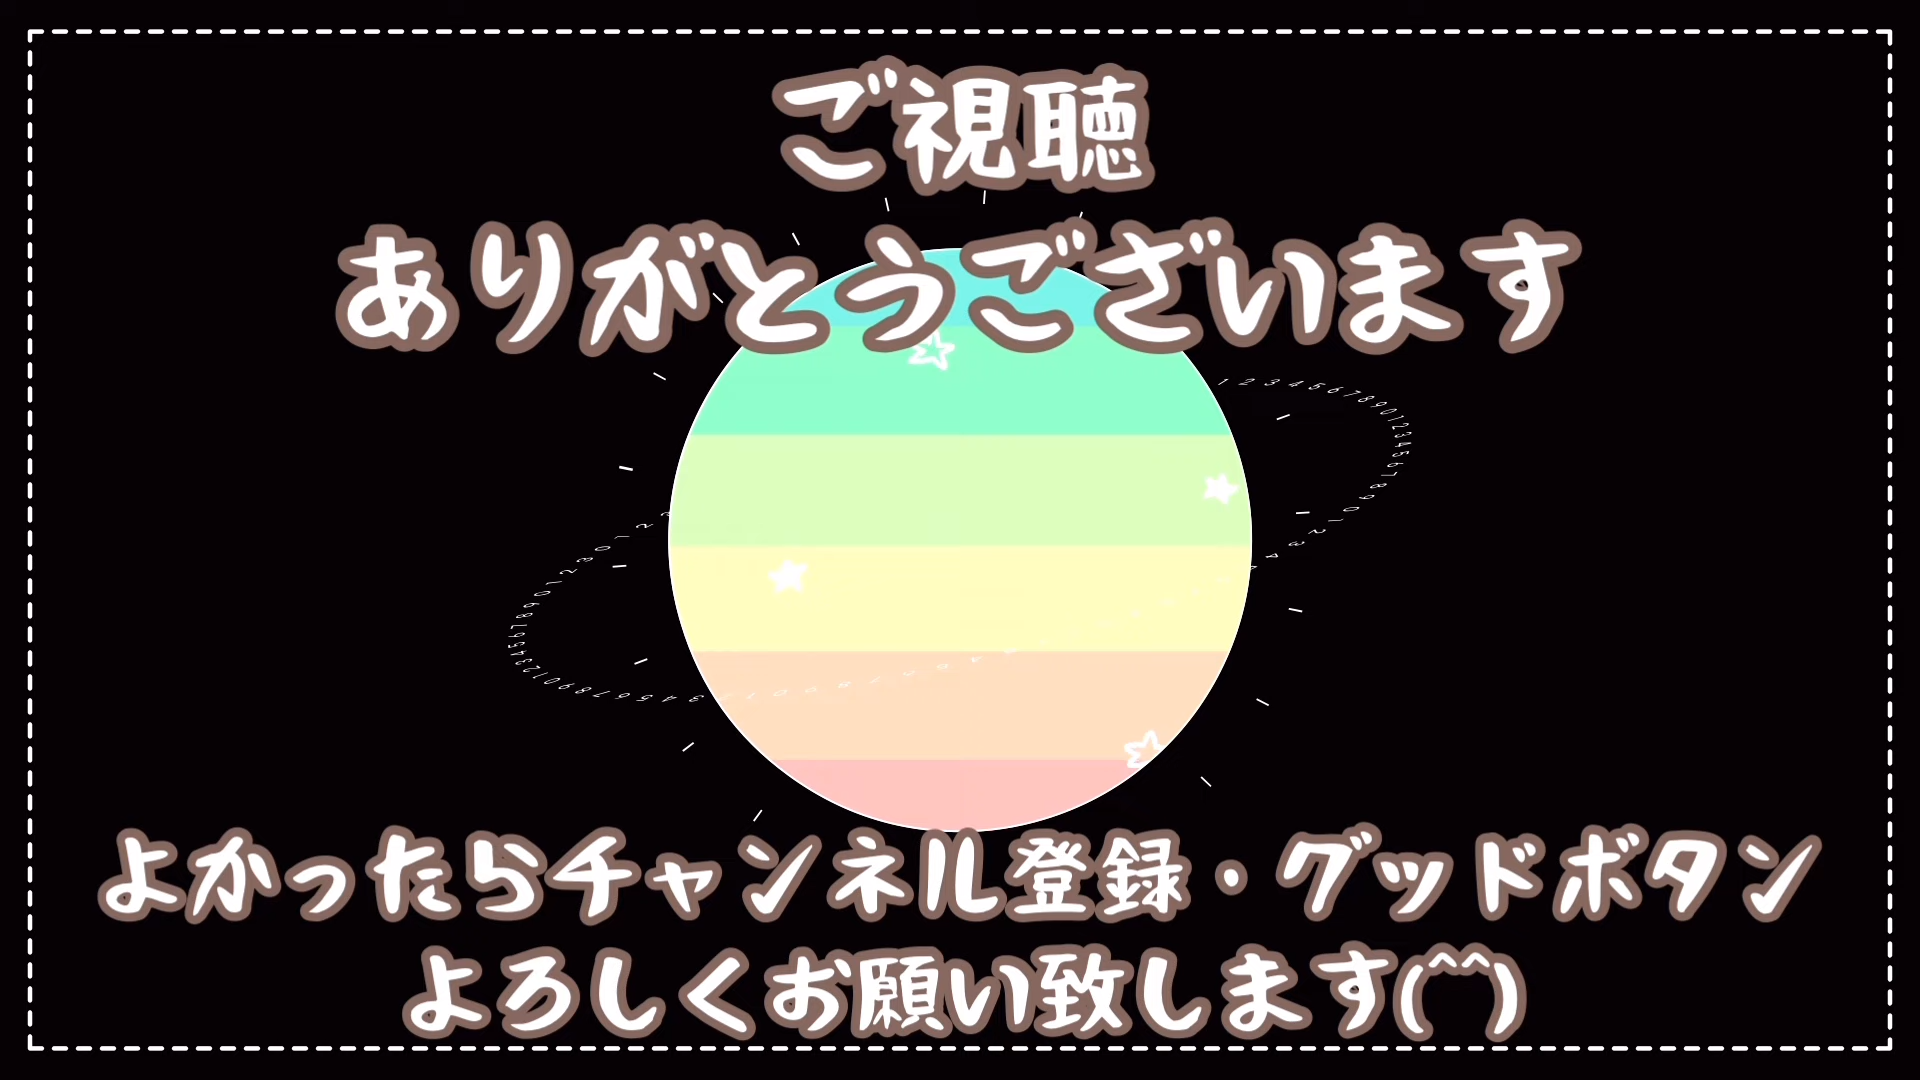 ご視聴
ありがとうございます
よかったらチャンネル登録・グッドボタン
よろしくお願い致します(^^)